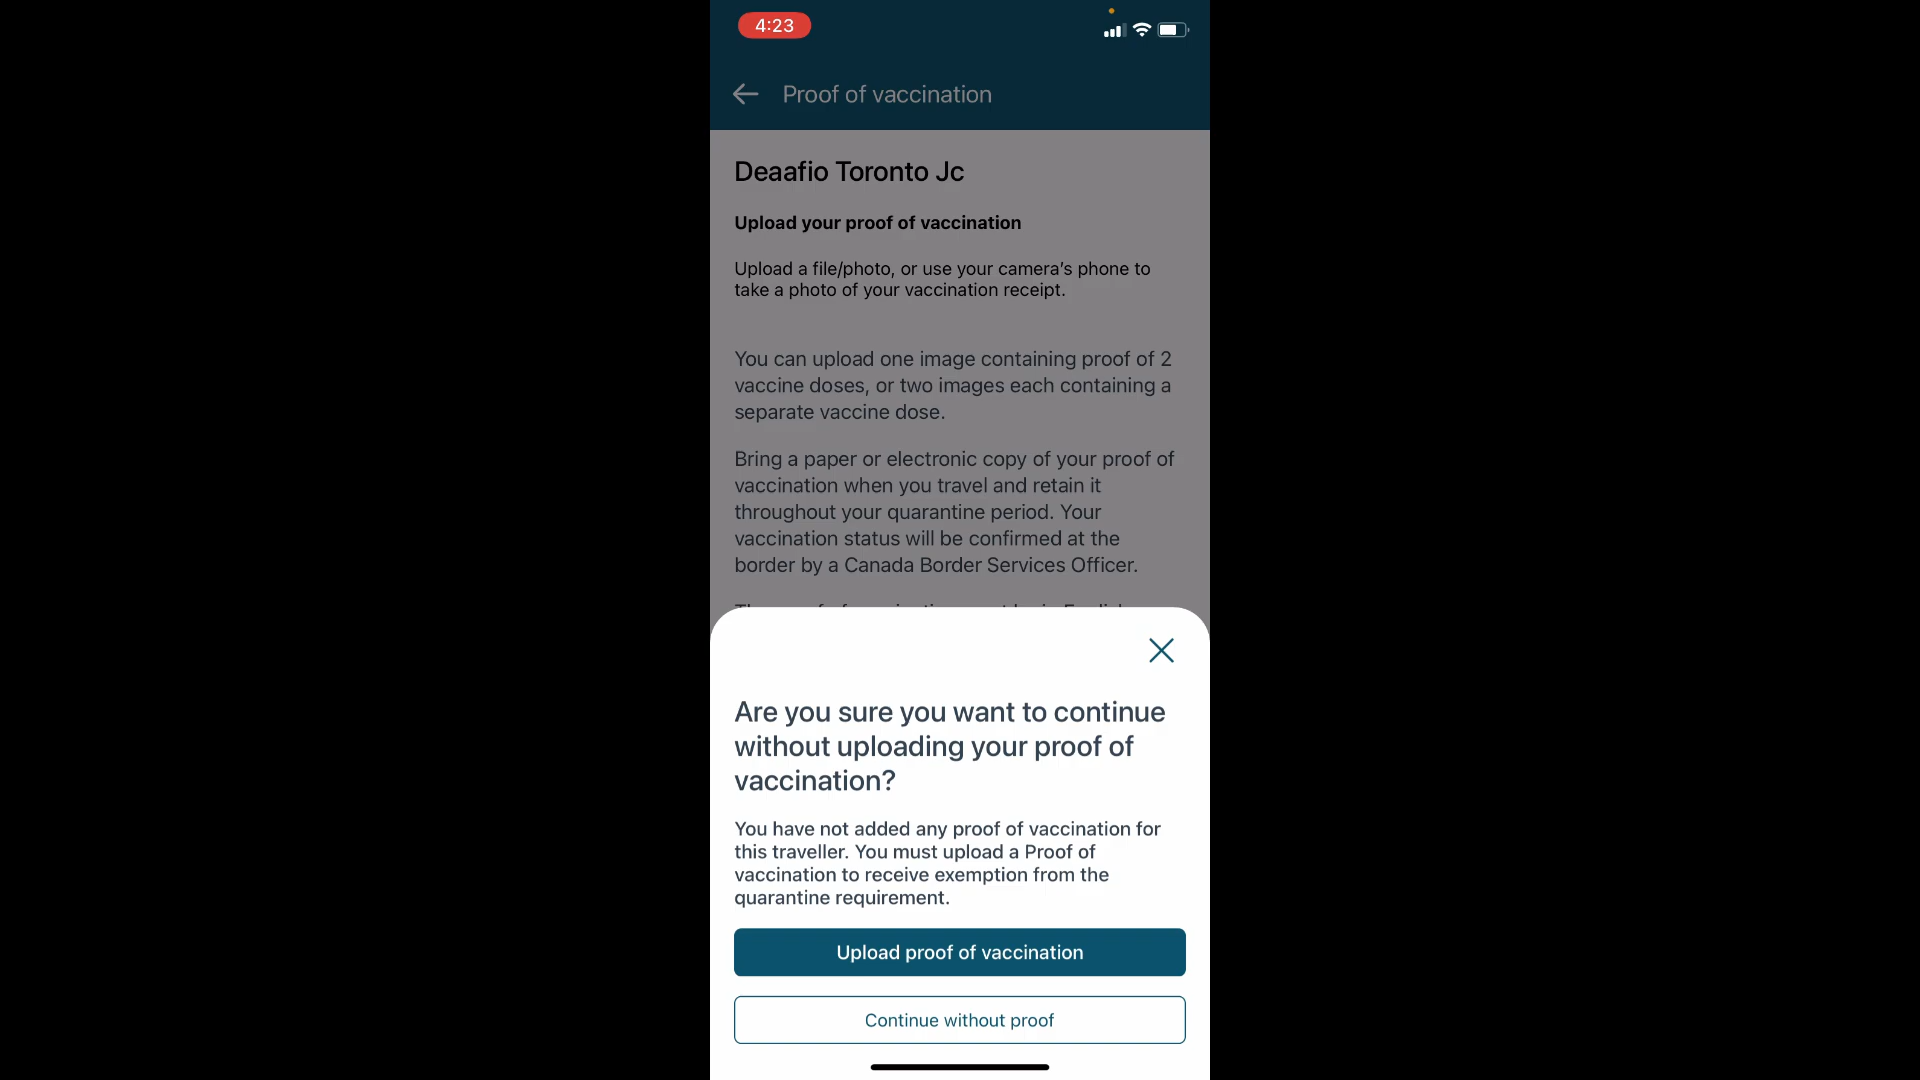 4:23
Proof of vaccination
Deaafio Toronto Jc
Upload your proof of vaccination
Upload a file/photo, or use your camera’s phone to
take a photo of your vaccination receipt.
You can upload one image containing proof of 2
vaccine doses, or two images each containing a
separate vaccine dose.
Bring a paper or electronic copy of your proof of
vaccination when you travel and retain it
throughout your quarantine period. Your
vaccination status will be confirmed at the
border by a Canada Border Services Officer.
Are you sure you want to continue
without uploading your proof of
vaccination?
You have not added any proof of vaccination for
this traveller. You must upload a Proof of
vaccination to receive exemption from the
quarantine requirement.
Upload proof of vaccination
Continue without proof